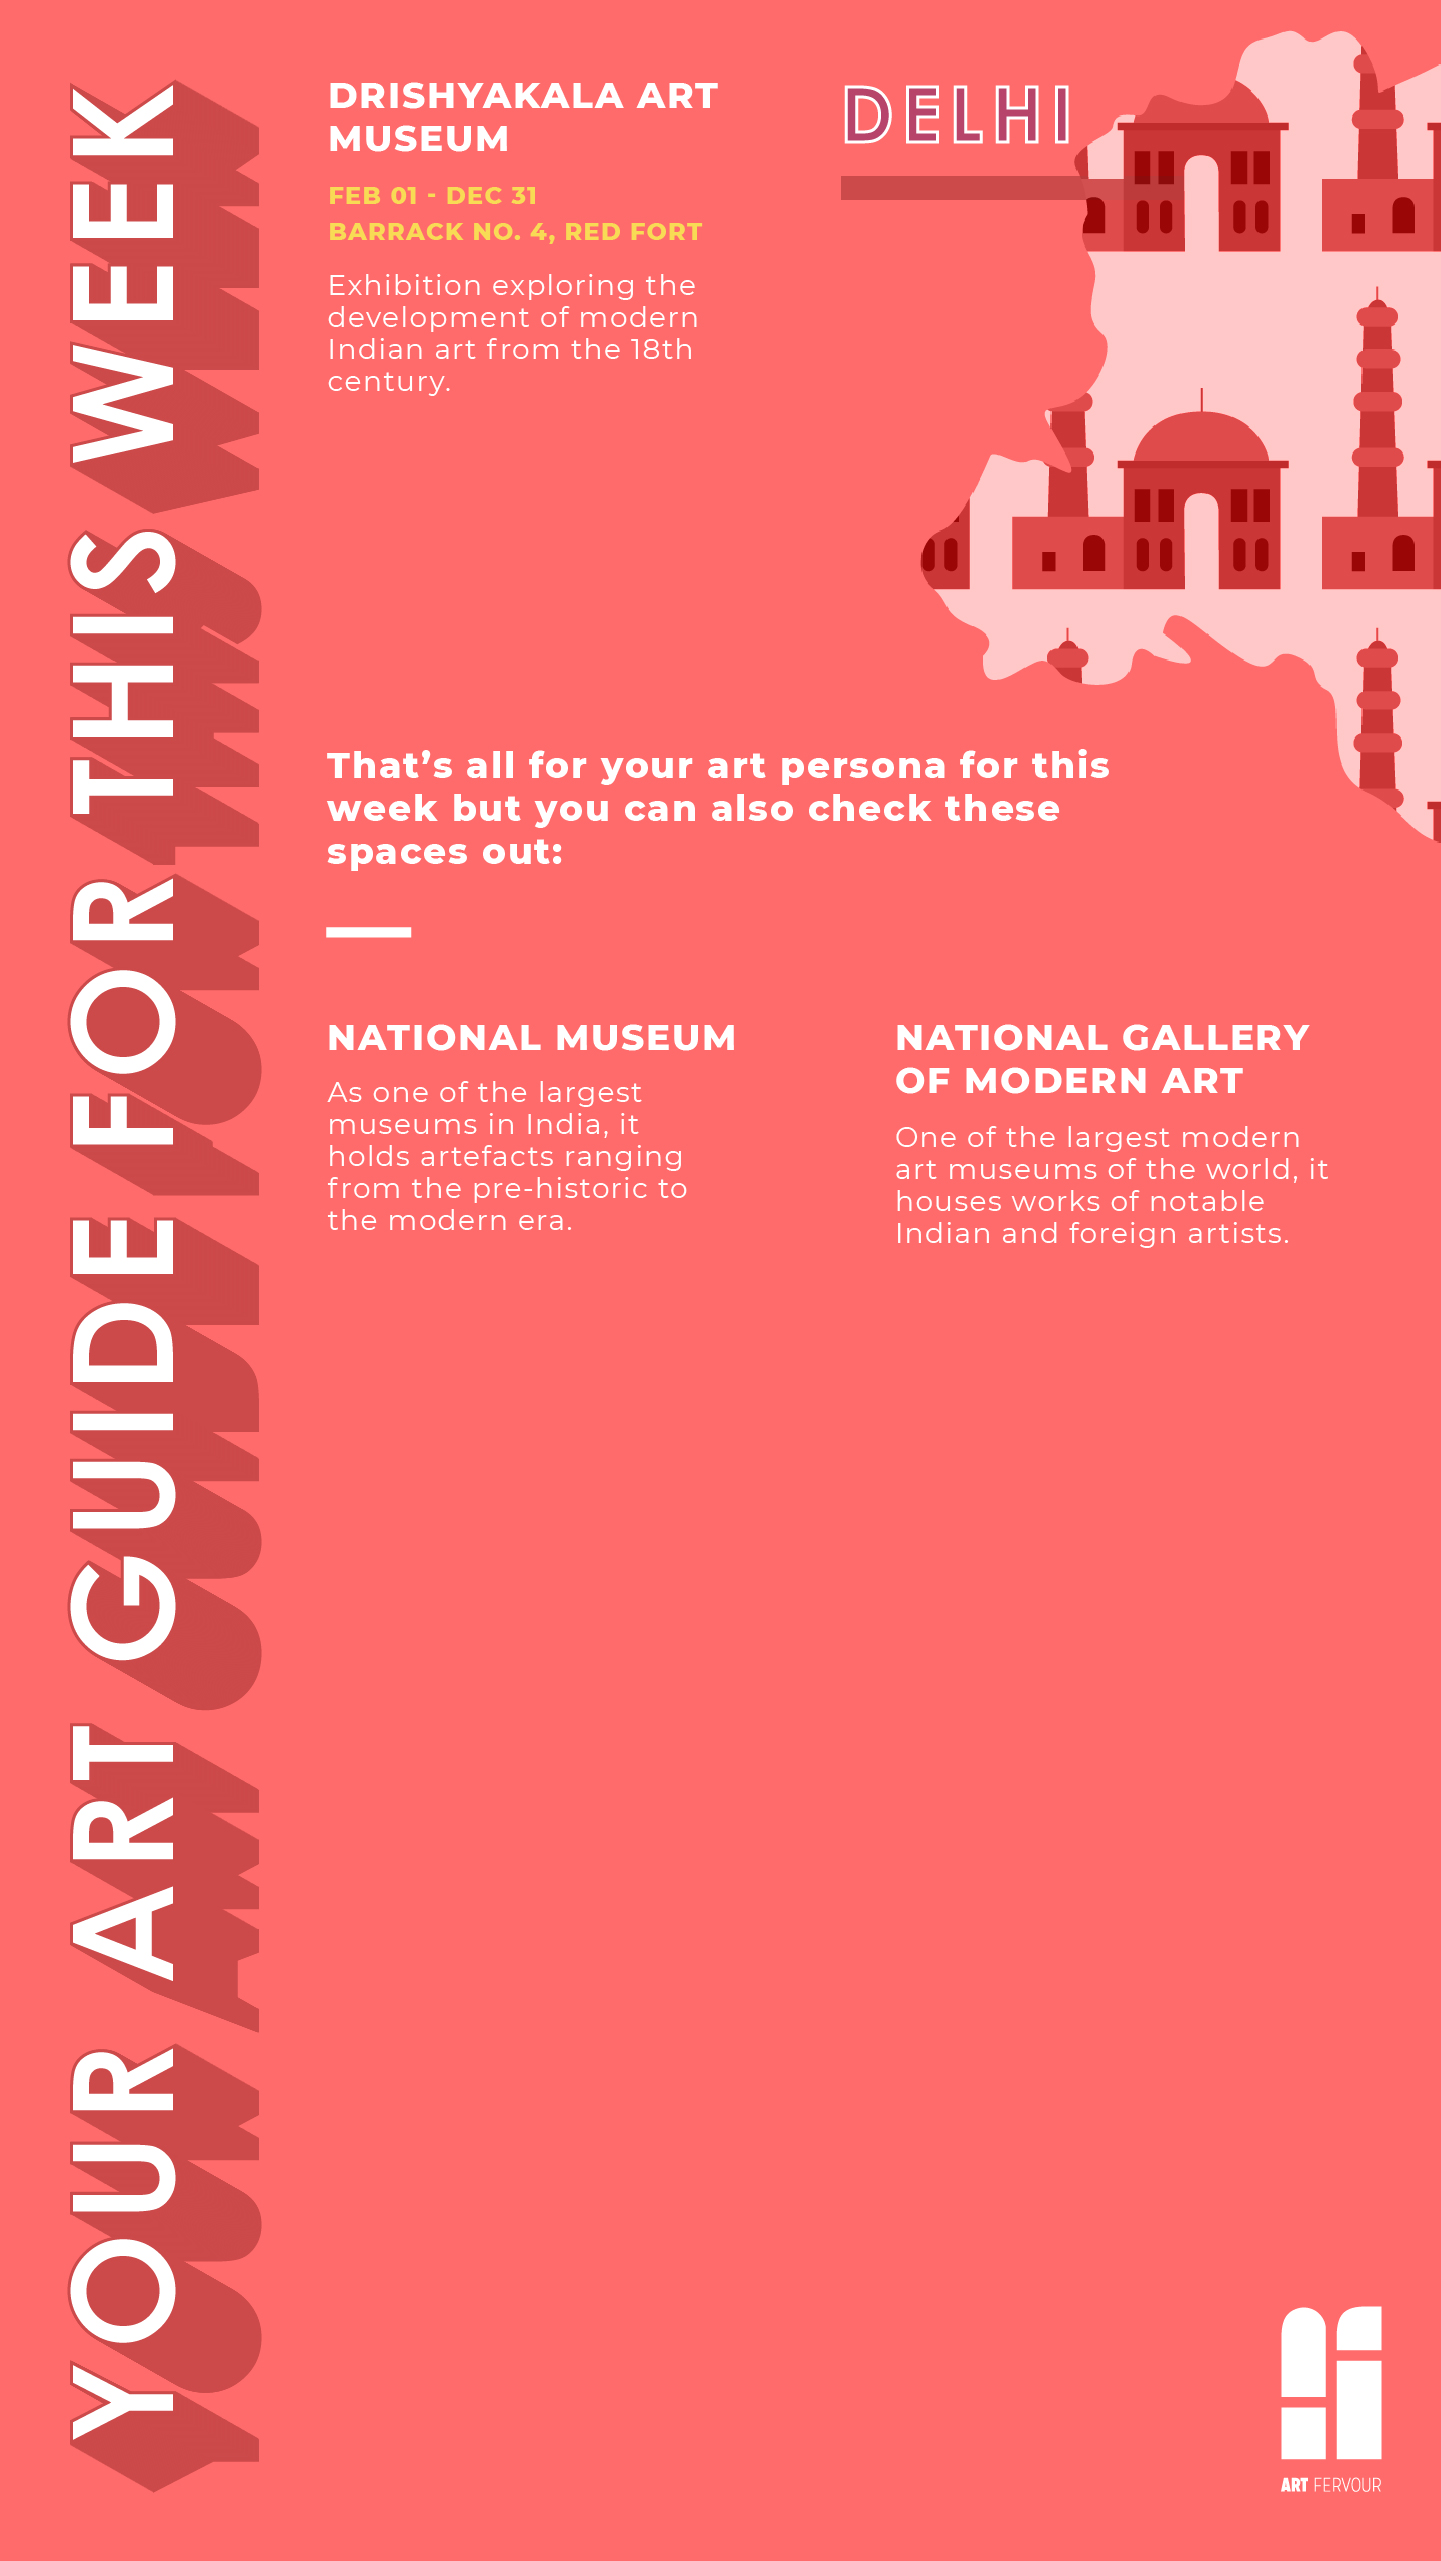 YOUR ART GUIDE FOR THIS WEEK
DELHI
DRISHYAKALA ART
MUSEUM
FEB 01 - DEC 31
BARRACK NO. 4, RED FORT
Exhibition exploring the
development of modern
Indian art from the 18th
century.
That’s all for your art persona for this
week but you can also check these
spaces out:
NATIONAL MUSEUM
As one of the largest
museums in India, it
holds artefacts ranging
from the pre-historic to
the modern era.
NATIONAL GALLERY
OF MODERN ART
One of the largest modern
art museums of the world, it
houses works of notable
Indian and foreign artists.
ART FERVOUR